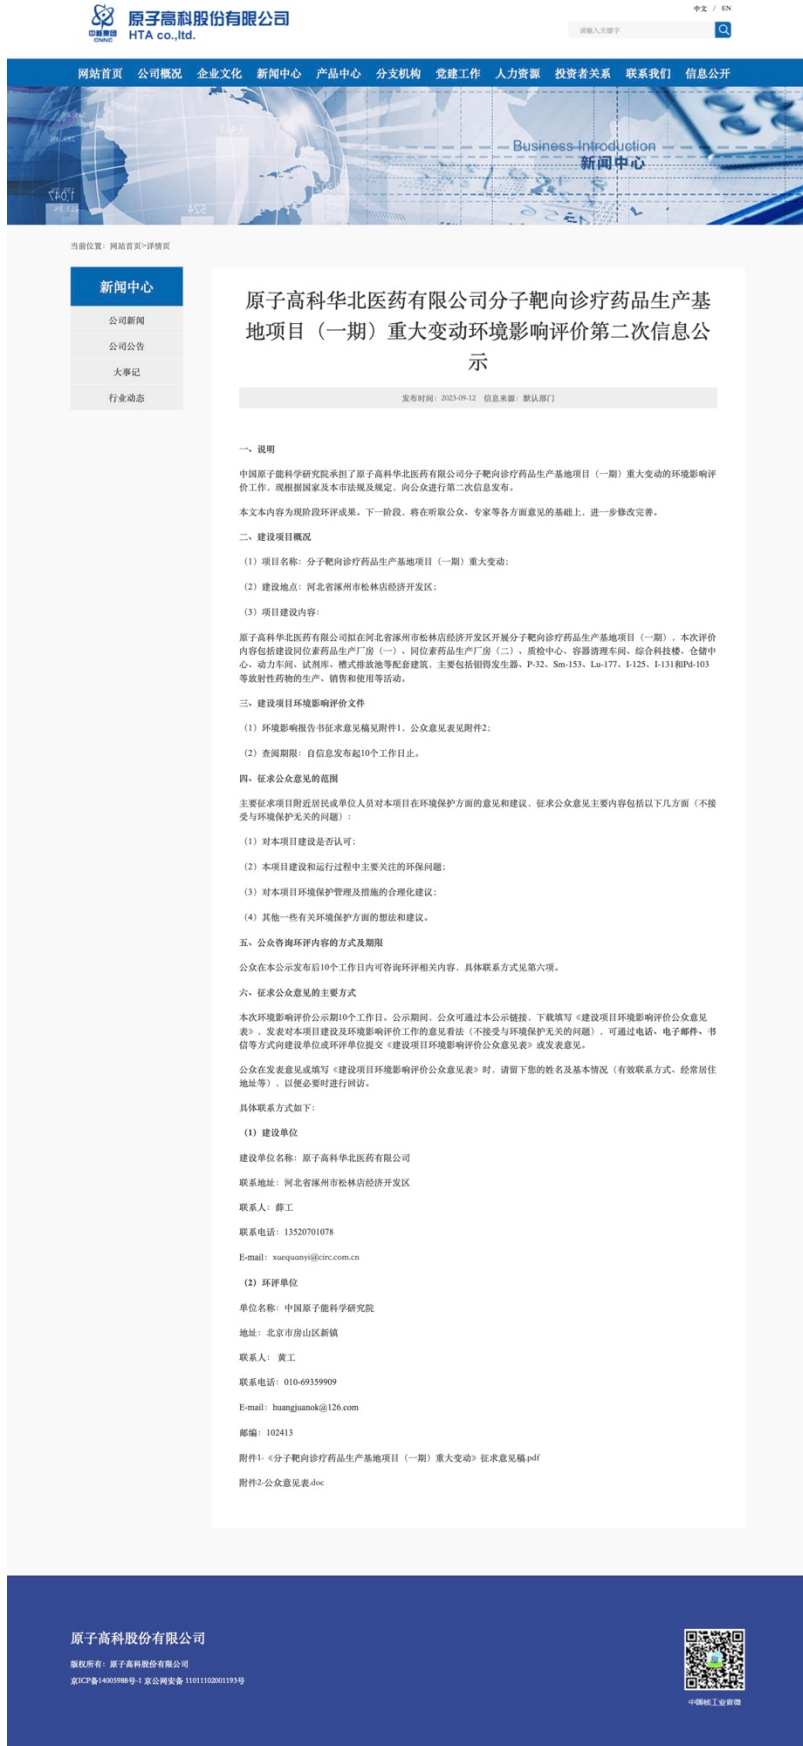 中核集团
CNNC
原子高科股份有限公司
HTA co.,ltd.
中文 / EN
请输入关键字
网站首页 公司概况 企业文化 新闻中心 产品中心 分支机构 党建工作 人力资源 投资者关系 联系我们 信息公开
Business Introduction
新闻中心
524
当前位置：网站首页>详情页
新闻中心
公司新闻
公司公告
大事记
行业动态
原子高科华北医药有限公司分子靶向诊疗药品生产基
地项目（一期）重大变动环境影响评价第二次信息公
示
发布时间：2023-09-12 信息来源：默认部门
一、说明
中国原子能科学研究院承担了原子高科华北医药有限公司分子靶向诊疗药品生产基地项目（一期）重大变动的环境影响评
价工作，现根据国家及本市法规及规定，向公众进行第二次信息发布。
本文本内容为现阶段环评成果。下一阶段，将在听取公众、专家等各方面意见的基础上，进一步修改完善。
二、建设项目概况
（1）项目名称：分子靶向诊疗药品生产基地项目（一期）重大变动；
（2）建设地点：河北省涿州市松林店经济开发区；
（3）项目建设内容：
原子高科华北医药有限公司拟在河北省涿州市松林店经济开发区开展分子靶向诊疗药品生产基地项目（一期），本次评价
内容包括建设同位素药品生产厂房（一）、同位素药品生产厂房（二）、质检中心、容器清理车间、综合科技楼、仓储中
心、动力车间、试剂库、槽式排放池等配套建筑，主要包括钼锝发生器、P-32、Sm-153、Lu-177、I-125、I-131和Pd-103
等放射性药物的生产、销售和使用等活动。
三、建设项目环境影响评价文件
（1）环境影响报告书征求意见稿见附件1，公众意见表见附件2；
（2）查阅期限：自信息发布起10个工作日止。
四、征求公众意见的范围
主要征求项目附近居民或单位人员对本项目在环境保护方面的意见和建议，征求公众意见主要内容包括以下几方面（不接
受与环境保护无关的问题）：
（1）对本项目建设是否认可；
（2）本项目建设和运行过程中主要关注的环保问题；
（3）对本项目环境保护管理及措施的合理化建议；
（4）其他一些有关环境保护方面的想法和建议。
五、公众咨询环评内容的方式及期限
公众在本公示发布后10个工作日内可咨询环评相关内容，具体联系方式见第六项。
六、征求公众意见的主要方式
本次环境影响评价公示期10个工作日。公示期间，公众可通过本公示链接，下载填写《建设项目环境影响评价公众意见
表》，发表对本项目建设及环境影响评价工作的意见看法（不接受与环境保护无关的问题），可通过电话、电子邮件、书
信等方式向建设单位或环评单位提交《建设项目环境影响评价公众意见表》或发表意见。
公众在发表意见或填写《建设项目环境影响评价公众意见表》时，请留下您的姓名及基本情况（有效联系方式、经常居住
地址等），以便必要时进行回访。
具体联系方式如下：
（1）建设单位
建设单位名称：原子高科华北医药有限公司
联系地址：河北省涿州市松林店经济开发区
联系人：薛工
联系电话：13520701078
E-mail：xuequanyi@circ.com.cn
（2）环评单位
单位名称：中国原子能科学研究院
地址：北京市房山区新镇
联系人： 黄工
联系电话：010-69359909
E-mail：huangjuanok@126.com
邮编：102413
附件1-《分子靶向诊疗药品生产基地项目（一期）重大变动》征求意见稿.pdf
附件2-公众意见表.doc
原子高科股份有限公司
版权所有：原子高科股份有限公司
京ICP备14005988号-1 京公网安备 11011102001193号
中国核工业官微